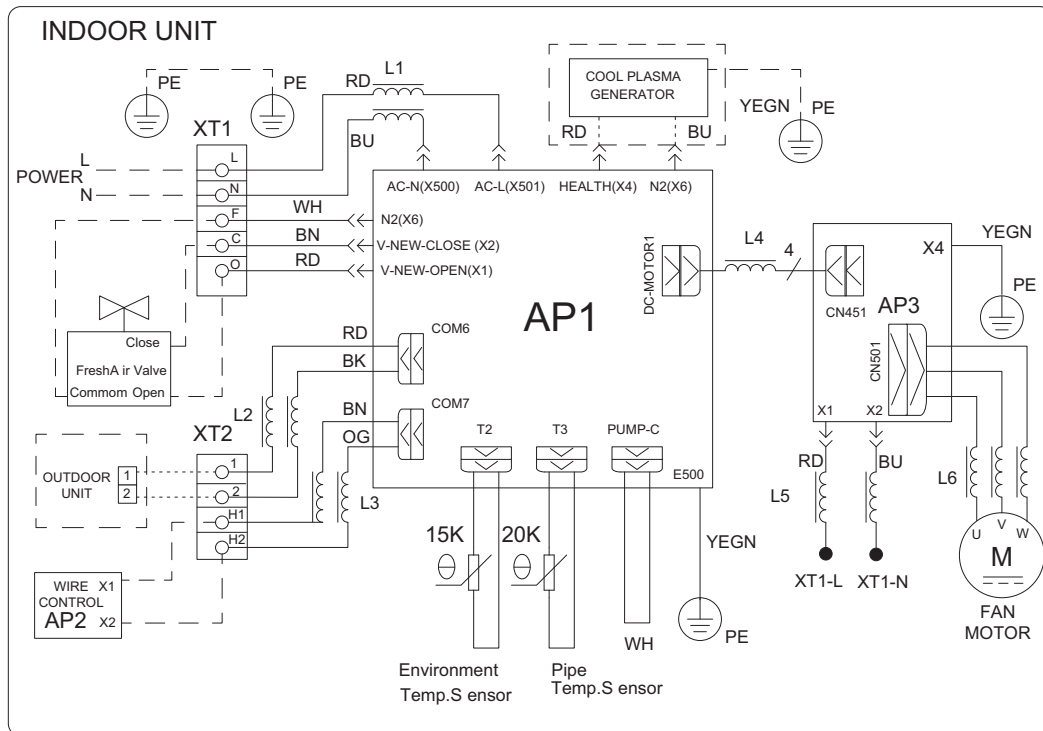 INDOOR UNIT
PE
PE
RD
L1
BU
COOL PLASMA
GENERATOR
RD
BU
YEGN
PE
XT1
L
POWER
N
L
N
F
C
O
WH
BN
RD
AC-N(X500)
AC-L(X501)
HEALTH(X4)
N2(X6)
N2(X6)
V-NEW-CLOSE (X2)
V-NEW-OPEN(X1)
DC-MOTOR1
AP1
L4
4
CN451
X4
YEGN
PE
AP3
CN501
X1
X2
Close
FreshA ir Valve
Commom Open
RD
BK
COM6
L2
BN
OG
COM7
L3
XT2
1
2
H1
H2
OUTDOOR
UNIT
1
2
WIRE X1
CONTROL
AP2 X2
T2
T3
PUMP-C
E500
15K
20K
YEGN
PE
WH
Environment
Temp.S ensor
Pipe
Temp.S ensor
RD
BU
L5
XT1-L
XT1-N
L6
U
V
W
M
FAN
MOTOR